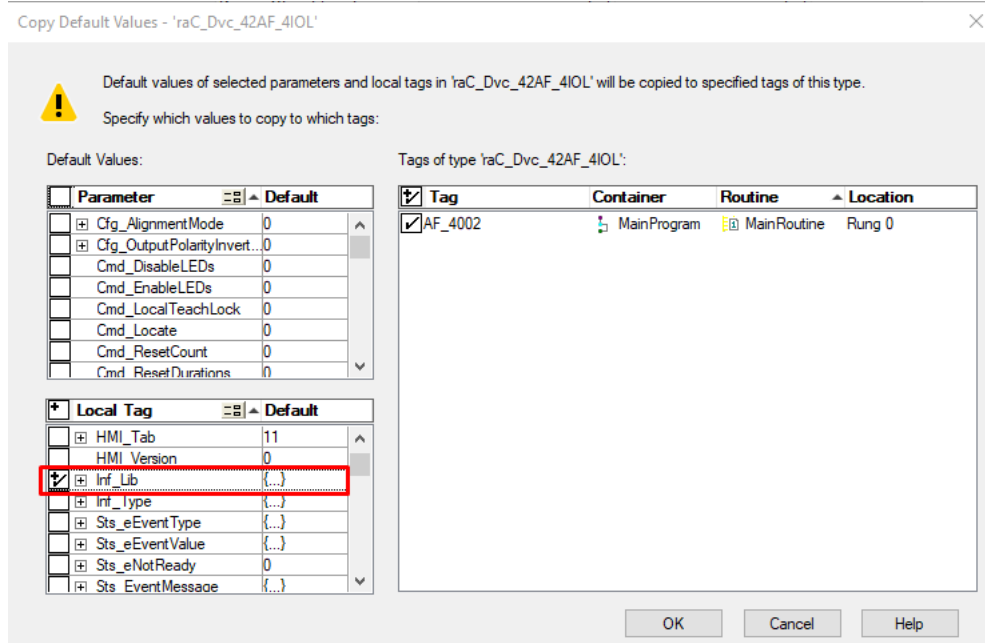 Copy Default Values - 'raC_Dvc_42AF_4IOL'
Default values of selected parameters and local tags in 'raC_Dvc_42AF_4IOL' will be copied to specified tags of this type.
Specify which values to copy to which tags:
Default Values:
Parameter Default
Cfg_AlignmentMode 0
Cfg_OutputPolarityInvert... 0
Cmd_DisableLEDs 0
Cmd_EnableLEDs 0
Cmd_LocalTeachLock 0
Cmd_Locate 0
Cmd_ResetCount 0
Cmd_ResetDurations 0
Local Tag Default
HMI_Tab 11
HMI_Version 0
Inf_Lib {...}
Inf_Type {...}
Sts_eEventType {...}
Sts_eEventValue {...}
Sts_eNotReady 0
Sts_EventMessage {...}
Tags of type 'raC_Dvc_42AF_4IOL':
Tag Container Routine Location
AF_4002 MainProgram MainRoutine Rung 0
OK Cancel Help